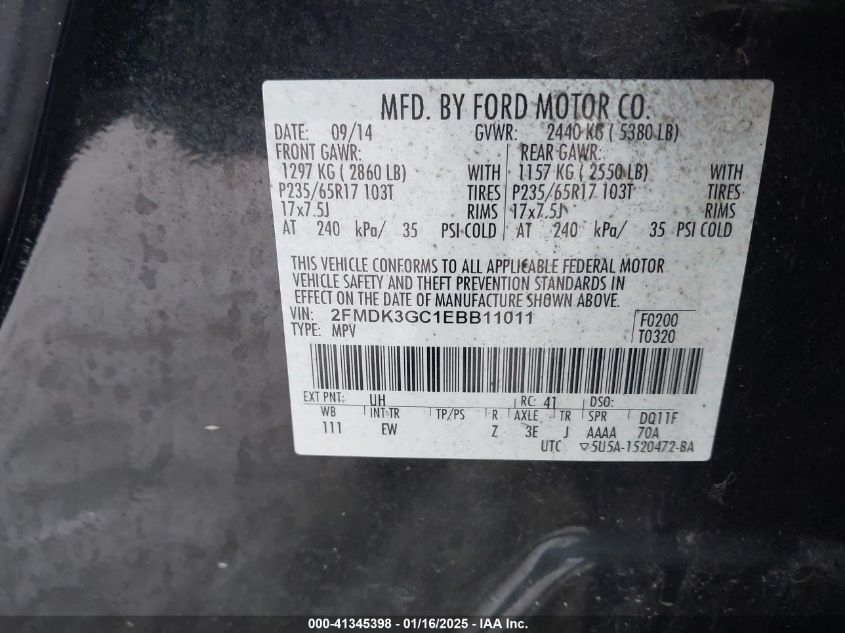 MFD. BY FORD MOTOR CO.
DATE: 09/14 GVWR: 2440 KG ( 5380 LB)
FRONT GAWR: REAR GAWR:
1297 KG ( 2860 LB) WITH 1157 KG ( 2550 LB) WITH
P235/65R17 103T TIRES P235/65R17 103T TIRES
17x7.5J RIMS 17x7.5J RIMS
AT 240 kPa/ 35 PSI COLD AT 240 kPa/ 35 PSI COLD
THIS VEHICLE CONFORMS TO ALL APPLICABLE FEDERAL MOTOR
VEHICLE SAFETY AND THEFT PREVENTION STANDARDS IN
EFFECT ON THE DATE OF MANUFACTURE SHOWN ABOVE.
VIN: 2FMDK3GC1EBB11011 F0200
TYPE: MPV T0320
EXT PNT: UH RC: 41 DSO:
WB INT TR TP/PS R AXLE TR SPR DQ11F
111 EW Z 3E J AAAA 70A
UTC ▽5U5A-1520472-BA
000-41345398 - 01/16/2025 - IAA Inc.